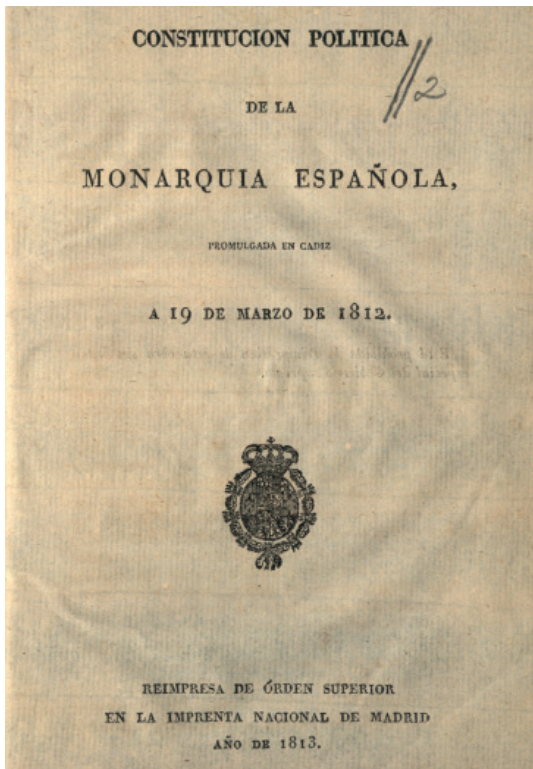 CONSTITUCION POLITICA
//2
DE LA
MONARQUIA ESPAÑOLA,
PROMULGADA EN CADIZ
A 19 DE MARZO DE 1812.
REIMPRESA DE ÓRDEN SUPERIOR
EN LA IMPRENTA NACIONAL DE MADRID
AÑO DE 1813.